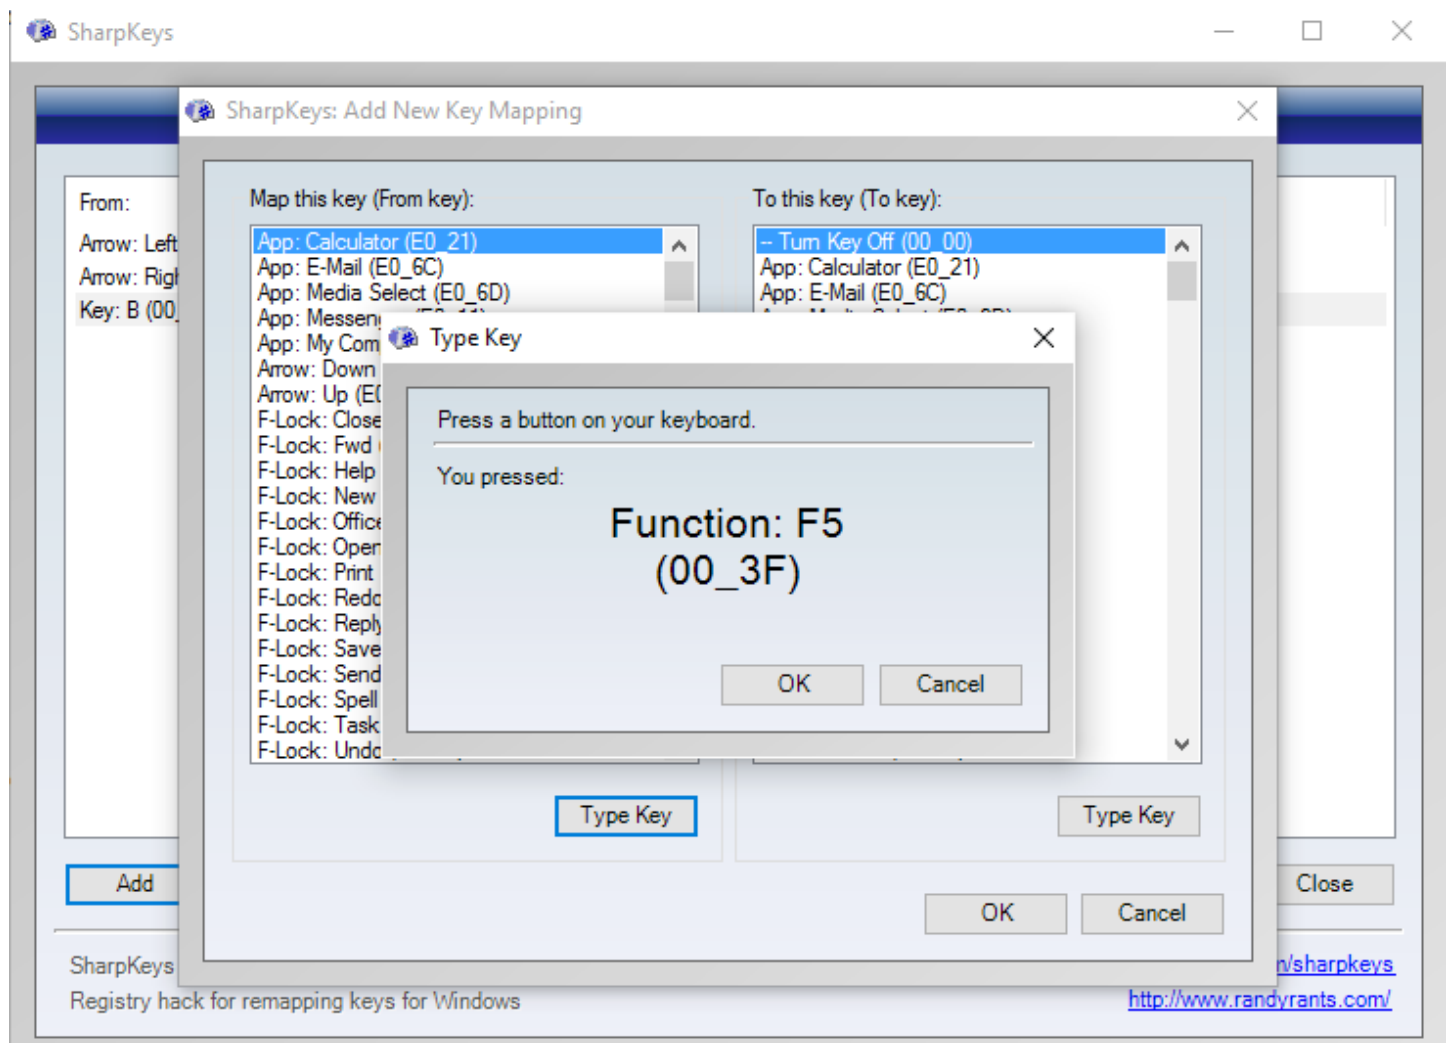 SharpKeys
SharpKeys: Add New Key Mapping
From:
Arrow: Left
Arrow:
Key: B (00_
Map this key (From key):
App: Calculator (E0_21)
App: E-Mail (E0_6C)
App: Media Select (E0_6D)
App:
App: My
Arrow: Down
Arrow: Up (E0
F-Lock: Close
F-Lock: Fwd
F-Lock: Help
F-Lock: New
F-Lock: Office
F-Lock: Open
F-Lock: Print
F-Lock: Redo
F-Lock: Reply
F-Lock: Save
F-Lock: Send
F-Lock: Spell
F-Lock: Task
F-Lock: Undo
Type Key
To this key (To key):
-- Turn Key Off (00_00)
App: Calculator (E0_21)
App: E-Mail (E0_6C)
Type Key
Type Key
Press a button on your keyboard.
You pressed:
Function: F5
(00_3F)
OK Cancel
OK Cancel
Add
Close
SharpKeys
n/sharpkeys
Registry hack for remapping keys for Windows
http://www.randyrants.com/